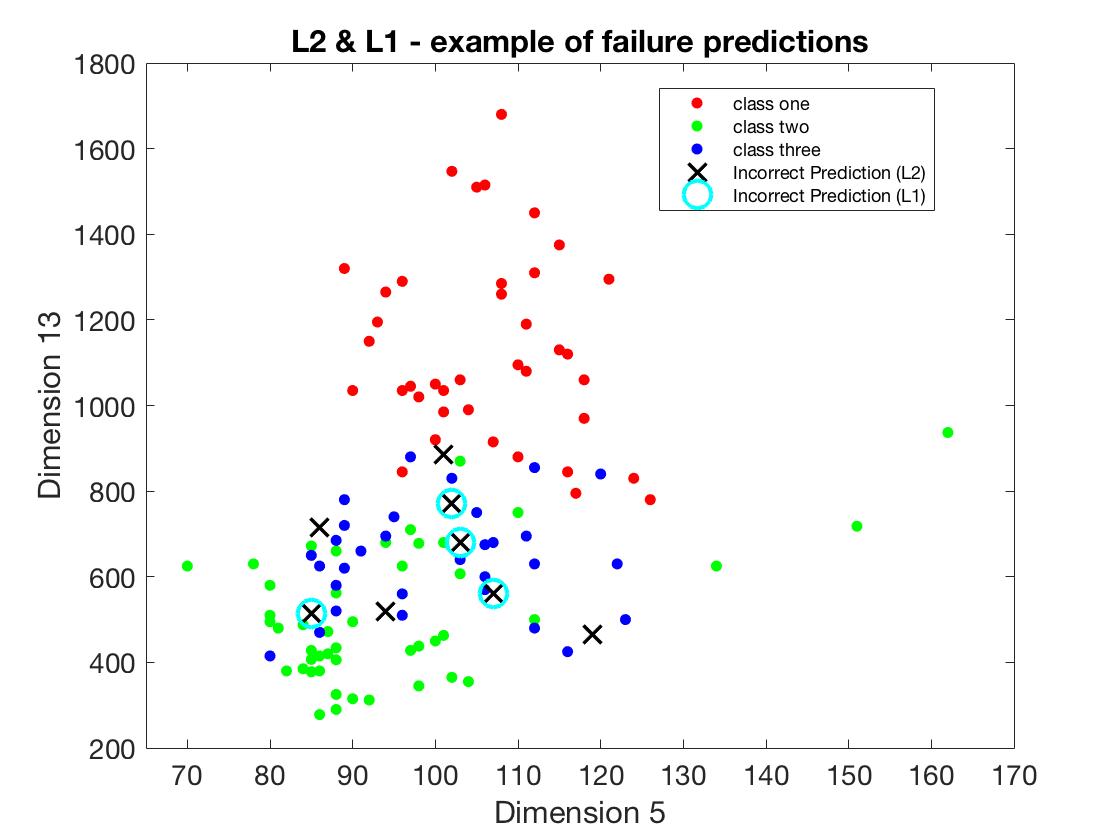 L2 & L1 - example of failure predictions
1800
1600
1400
1200
1000
800
600
400
200
Dimension 13
class one
class two
class three
Incorrect Prediction (L2)
Incorrect Prediction (L1)
70 80 90 100 110 120 130 140 150 160 170
Dimension 5